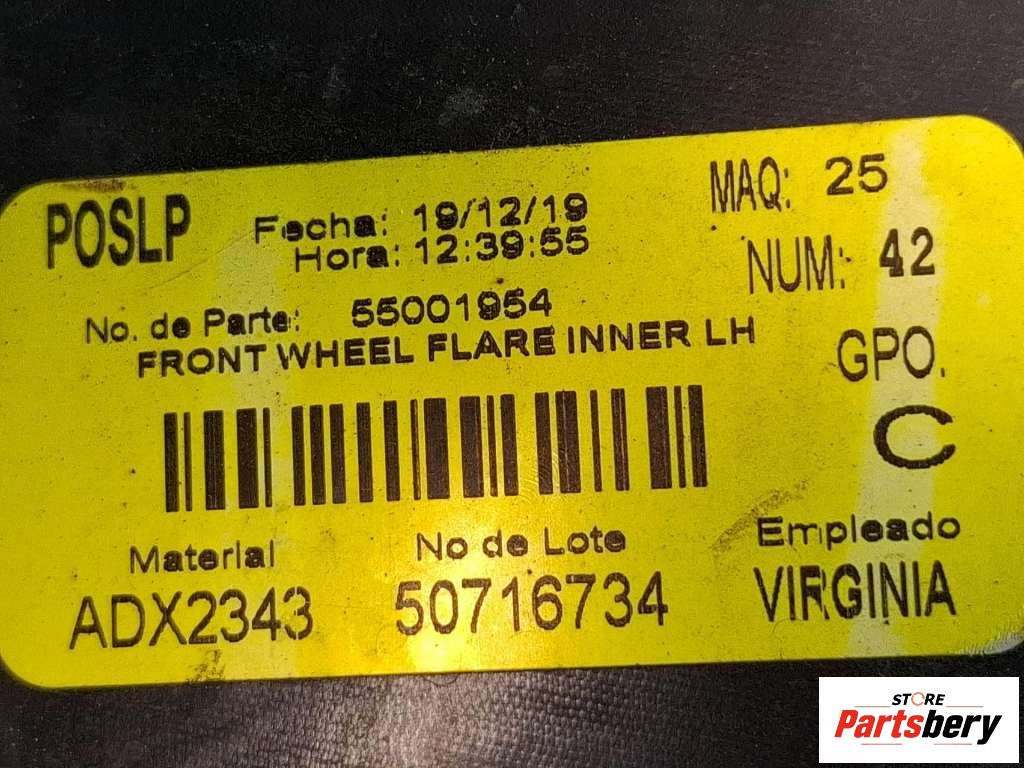 POSLP
Fecha: 19/12/19
Hora: 12:39:55
MAQ: 25
NUM: 42
No. de Parte: 55001954
FRONT WHEEL FLARE INNER LH
GPO.
C
Material
No de Lote
Empleado
ADX2343
50716734
VIRGINIA
STORE
Partsbery